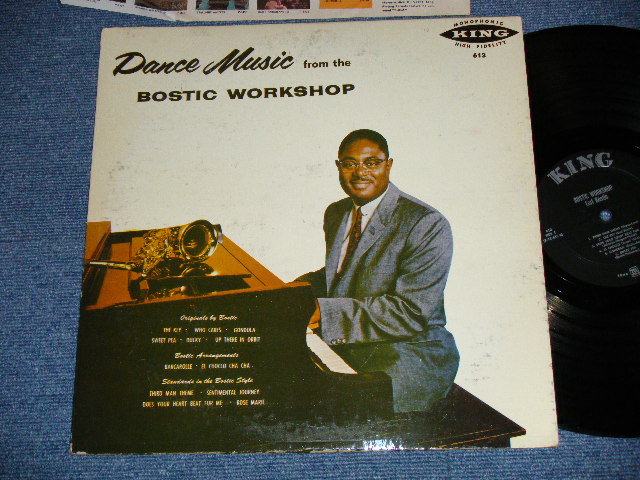 Dance Music from the
BOSTIC WORKSHOP
MONOPHONIC
KING
HIGH FIDELITY
613
Originals by Bostic
THE KEY · WHO CARES · GONDOLA
SWEET PEA · DUCKY · UP THERE IN ORBIT
Bostic Arrangements
BARCAROLLE · EL CHOCLO CHA CHA
Standards in the Bostic Style
THIRD MAN THEME · SENTIMENTAL JOURNEY
DOES YOUR HEART BEAT FOR ME · ROSE MARIE
KING
BOSTIC WORKSHOP
Earl Bostic